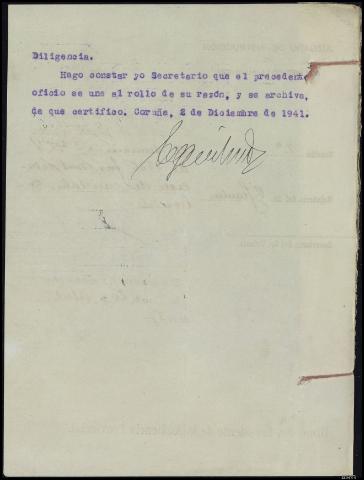 Diligencia.
Hago constar yo Secretario que el precedente
oficio se une al rollo de su razón, y se archiva,
de que certifico. Coruña, 2 de Diciembre de 1941.